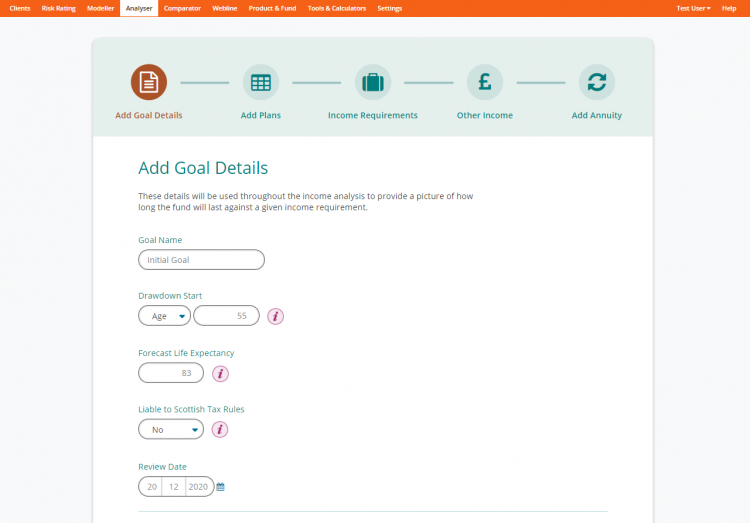 Clients Risk Rating Modeller Analyser Comparator Webline Product & Fund Tools & Calculators Settings Test User Help
Add Goal Details Add Plans Income Requirements £ Other Income Add Annuity
Add Goal Details
These details will be used throughout the income analysis to provide a picture of how
long the fund will last against a given income requirement.
Goal Name
Initial Goal
Drawdown Start
Age 55 i
Forecast Life Expectancy
83 i
Liable to Scottish Tax Rules
No i
Review Date
20 12 2020